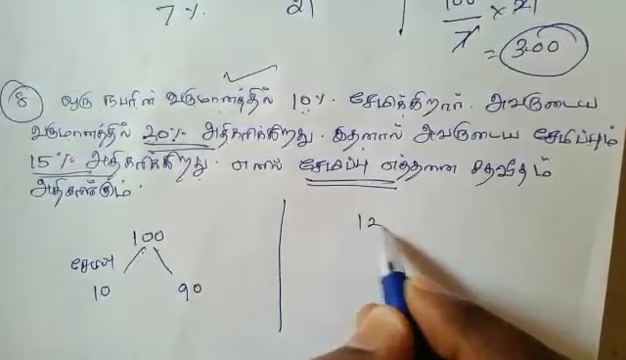 7 %.
21
100
— × 21
7
= 300
8 ஒரு நபரின் வருமானத்தில் 10% சேமிக்கிறார். அவருடைய
வருமானத்தில் 20% அதிகரிக்கிறது. இதனால் அவருடைய சேமிப்பும்
15% அதிகரிக்கிறது. எனில் சேமிப்பு எத்தனை சதவீதம்
அதிகரிக்கும்.
100
12
சேமி
10 90